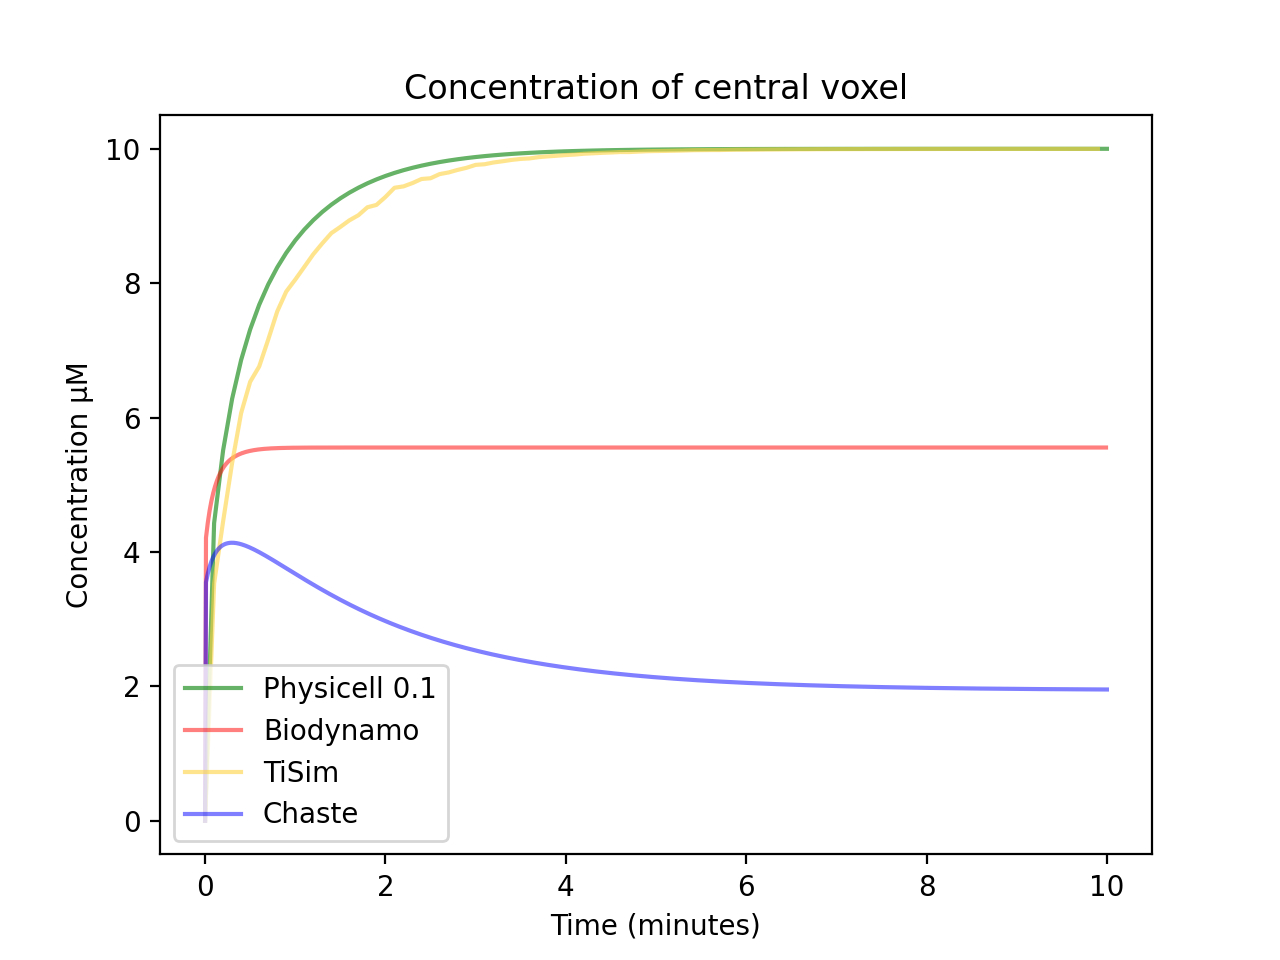 Concentration of central voxel
Concentration µM
10
8
6
4
2
0
Physicell 0.1
Biodynamo
TiSim
Chaste
0 2 4 6 8 10
Time (minutes)